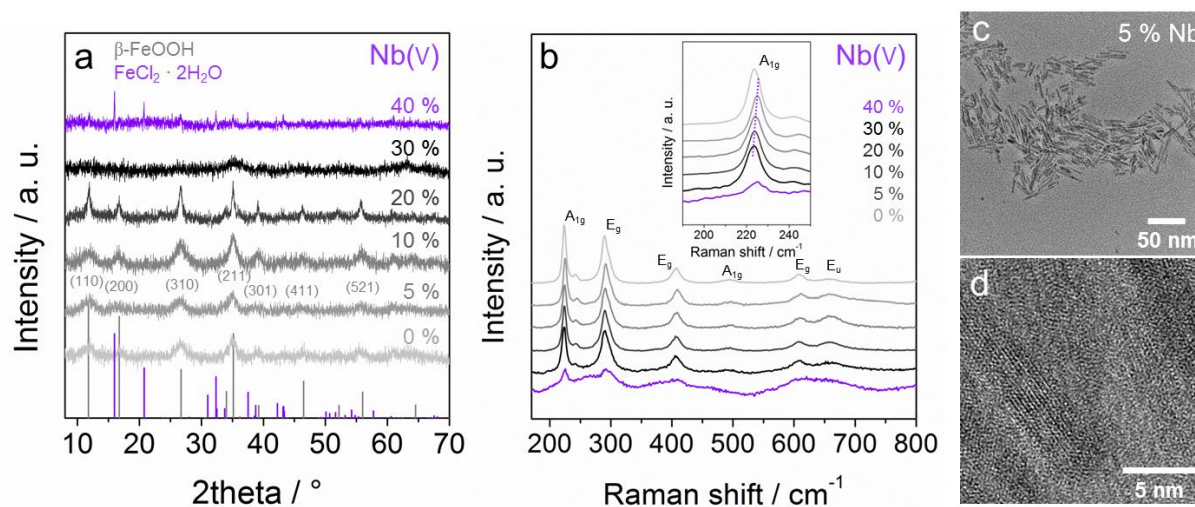 a
β-FeOOH
FeCl₂ · 2H₂O
Nb(V)
40 %
30 %
20 %
10 %
5 %
0 %
(110)
(200)
(310)
(211)
(301)
(411)
(521)
Intensity / a. u.
10 20 30 40 50 60 70
2theta / °
b
Nb(V)
40 %
30 %
20 %
10 %
5 %
0 %
A₁g
Intensity / a. u.
200 220 240
Raman shift / cm⁻¹
A₁g
Eg
Eg
A₁g
Eg
Eu
Intensity / a. u.
200 300 400 500 600 700 800
Raman shift / cm⁻¹
c
5 % Nb
50 nm
d
5 nm